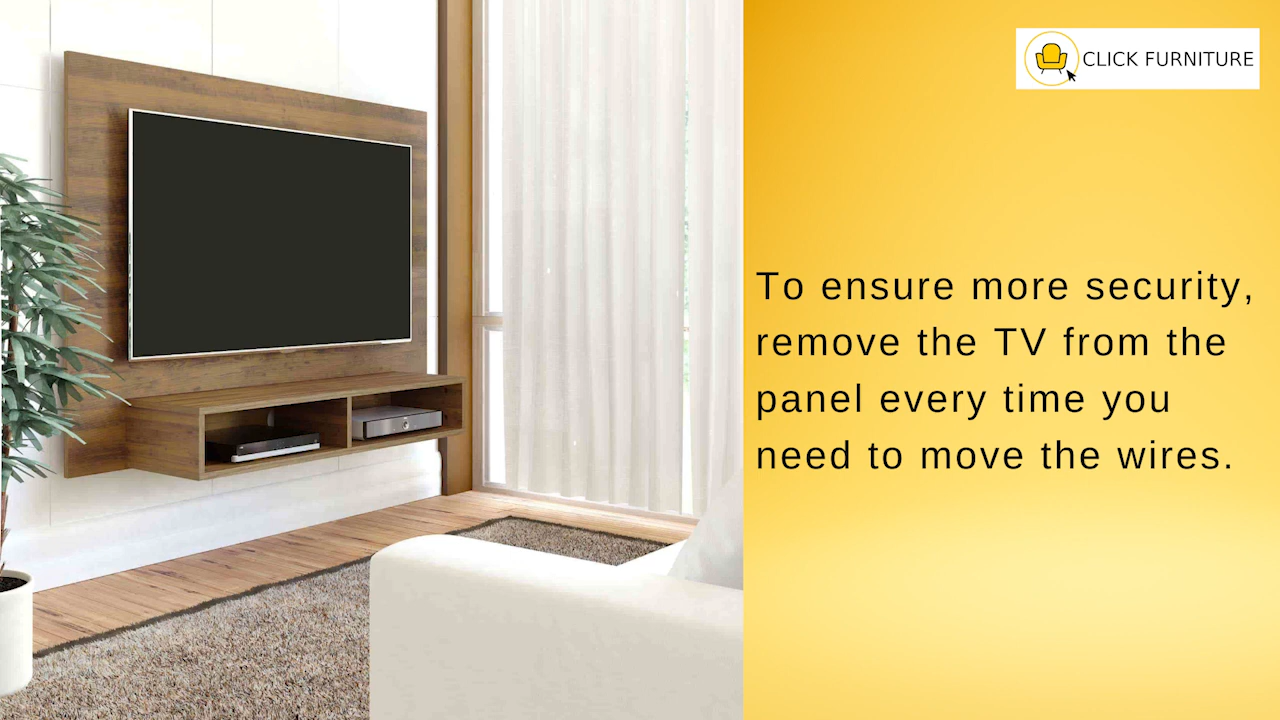 CLICK FURNITURE
To ensure more security,
remove the TV from the
panel every time you
need to move the wires.